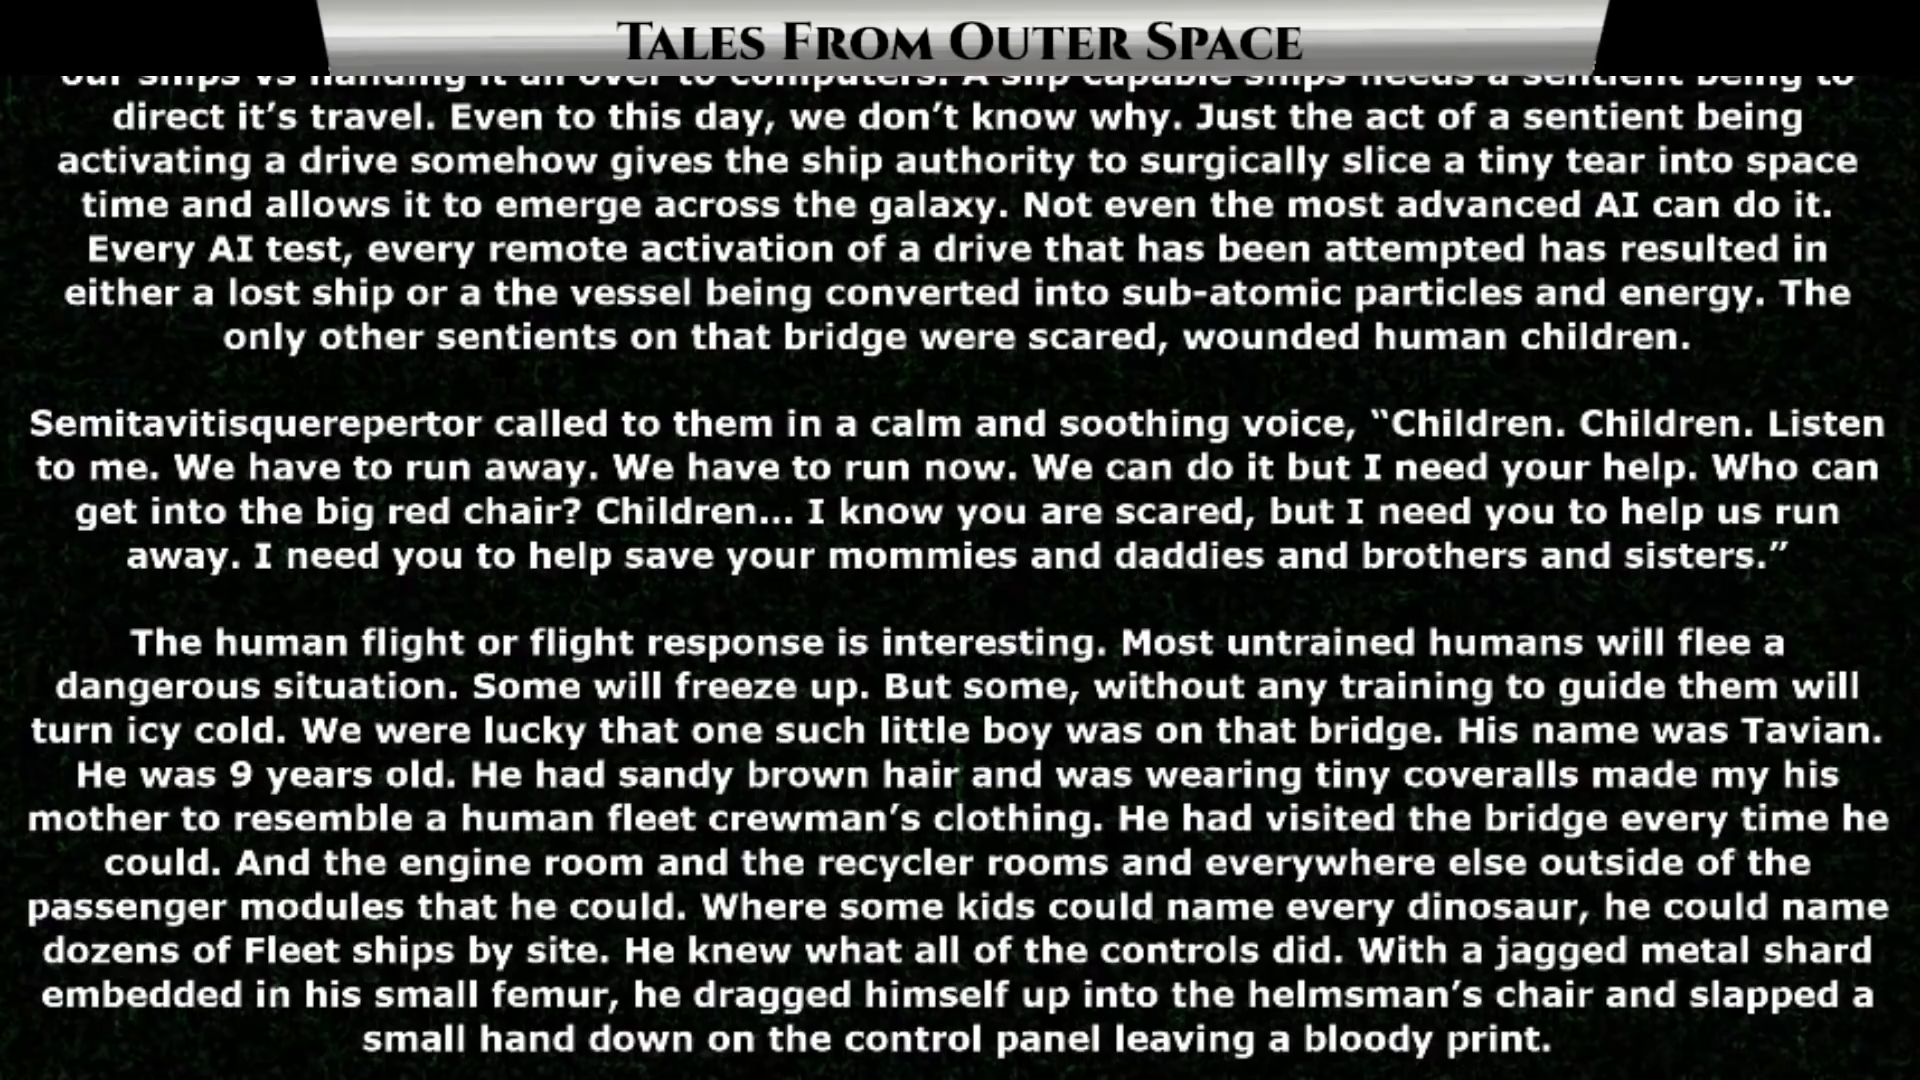 Tales From Outer Space
our ships vs handing it all over to computers. A slip capable ships needs a sentient being to
direct it’s travel. Even to this day, we don’t know why. Just the act of a sentient being
activating a drive somehow gives the ship authority to surgically slice a tiny tear into space
time and allows it to emerge across the galaxy. Not even the most advanced AI can do it.
Every AI test, every remote activation of a drive that has been attempted has resulted in
either a lost ship or a the vessel being converted into sub-atomic particles and energy. The
only other sentients on that bridge were scared, wounded human children.
Semitavitisquerepertor called to them in a calm and soothing voice, “Children. Children. Listen
to me. We have to run away. We have to run now. We can do it but I need your help. Who can
get into the big red chair? Children... I know you are scared, but I need you to help us run
away. I need you to help save your mommies and daddies and brothers and sisters.”
The human flight or flight response is interesting. Most untrained humans will flee a
dangerous situation. Some will freeze up. But some, without any training to guide them will
turn icy cold. We were lucky that one such little boy was on that bridge. His name was Tavian.
He was 9 years old. He had sandy brown hair and was wearing tiny coveralls made my his
mother to resemble a human fleet crewman’s clothing. He had visited the bridge every time he
could. And the engine room and the recycler rooms and everywhere else outside of the
passenger modules that he could. Where some kids could name every dinosaur, he could name
dozens of Fleet ships by site. He knew what all of the controls did. With a jagged metal shard
embedded in his small femur, he dragged himself up into the helmsman’s chair and slapped a
small hand down on the control panel leaving a bloody print.